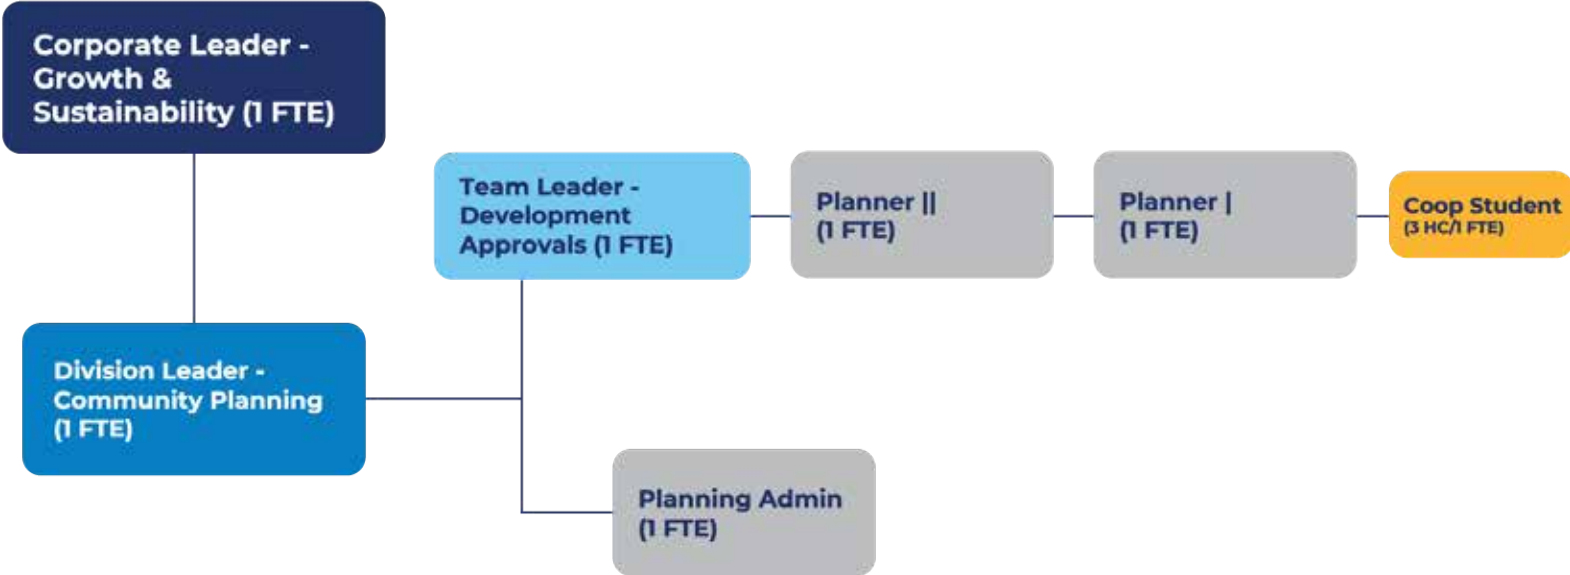 Corporate Leader -
Growth &
Sustainability (1 FTE)
Team Leader -
Development
Approvals (1 FTE)
Planner ||
(1 FTE)
Planner |
(1 FTE)
Coop Student
(3 HC/1 FTE)
Division Leader -
Community Planning
(1 FTE)
Planning Admin
(1 FTE)